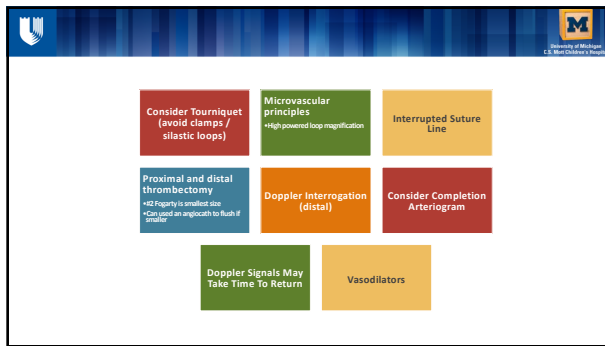 M
University of Michigan
C.S. Mott Children's Hospital
Consider Tourniquet
(avoid clamps /
silastic loops)
Microvascular
principles
•High powered loop magnification
Interrupted Suture
Line
Proximal and distal
thrombectomy
•#2 Fogarty is smallest size
•Can used an angiocath to flush if
smaller
Doppler Interrogation
(distal)
Consider Completion
Arteriogram
Doppler Signals May
Take Time To Return
Vasodilators